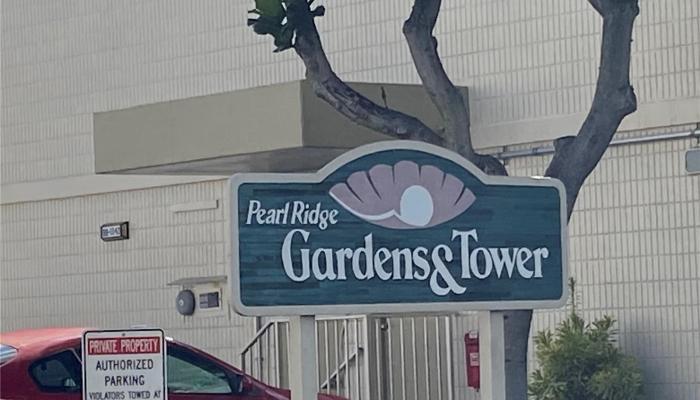 Pearl Ridge
Gardens & Tower
PRIVATE PROPERTY
AUTHORIZED
PARKING
VIOLATORS TOWED AT